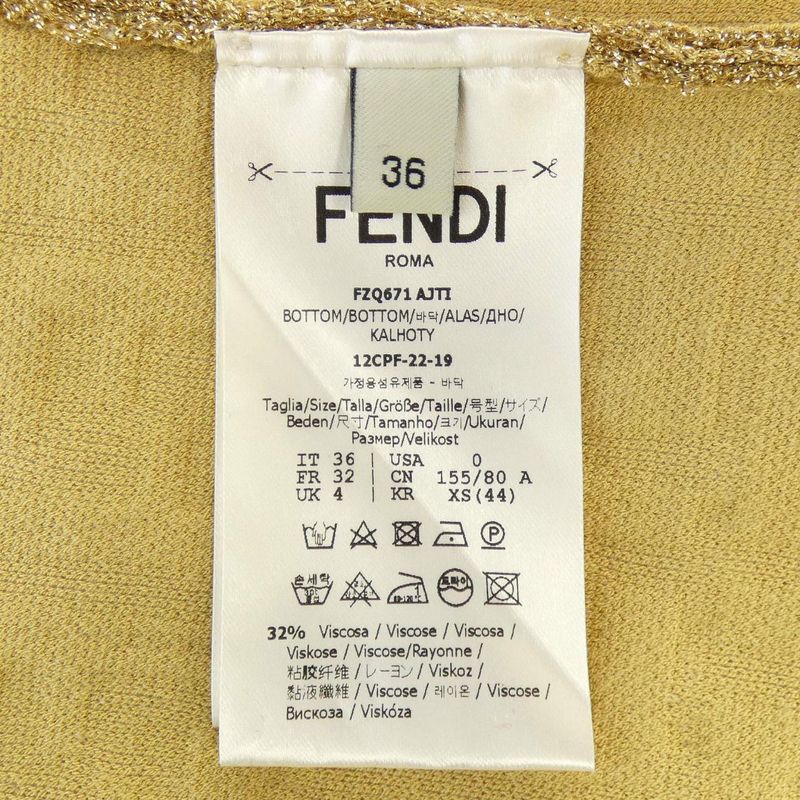 36
FENDI
ROMA
FZQ671 AJTI
BOTTOM/BOTTOM/바닥/ALAS/ДНО/
KALHOTY
12CPF-22-19
가정용섬유제품 - 바닥
Taglia/Size/Talla/Größe/Taille/号型/サイズ/
Beden/尺寸/Tamanho/크기/Ukuran/
Размер/Velikost
IT 36 | USA 0
FR 32 | CN 155/80 A
UK 4 | KR XS(44)
P
손세탁 드라이
32% Viscosa / Viscose / Viscosa /
Viskose / Viscose/Rayonne /
粘胶纤维 / レーヨン / Viskoz /
黏液纖維 / Viscose / 레이온 / Viscose /
Вискоза / Viskóza